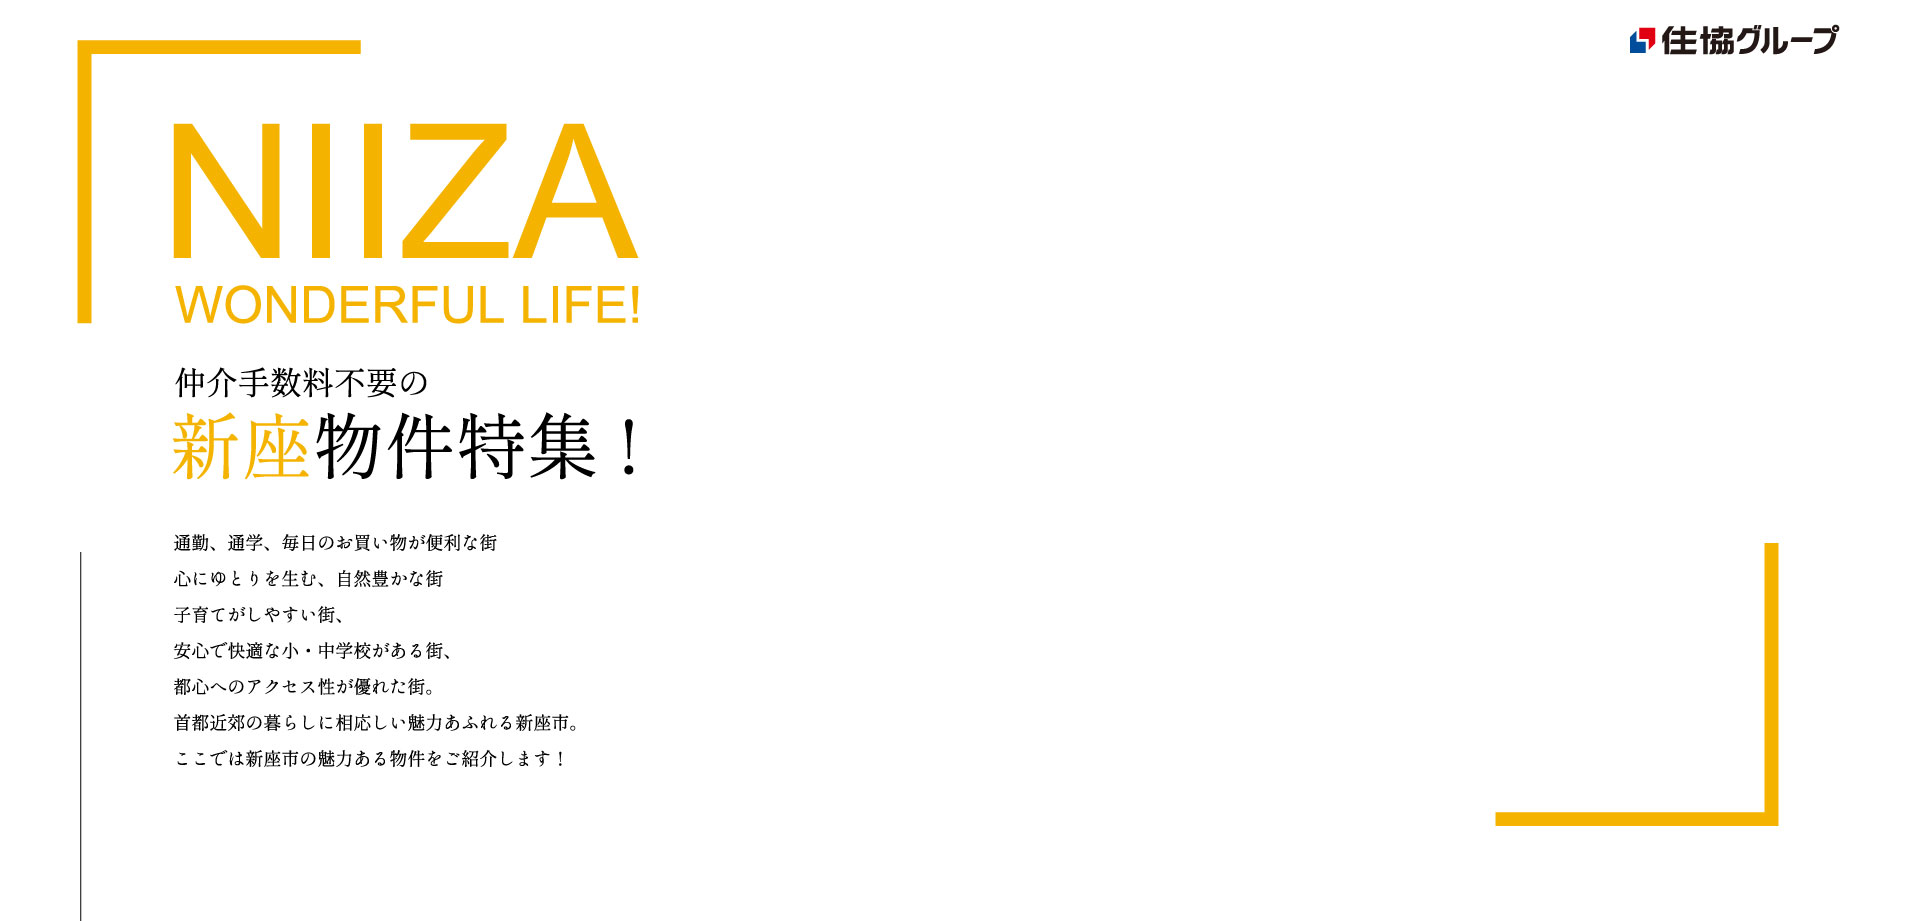 住協グループ
NIIZA
WONDERFUL LIFE!
仲介手数料不要の
新座物件特集！
通勤、通学、毎日のお買い物が便利な街
心にゆとりを生む、自然豊かな街
子育てがしやすい街、
安心で快適な小・中学校がある街、
都心へのアクセス性が優れた街。
首都近郊の暮らしに相応しい魅力あふれる新座市。
ここでは新座市の魅力ある物件をご紹介します！